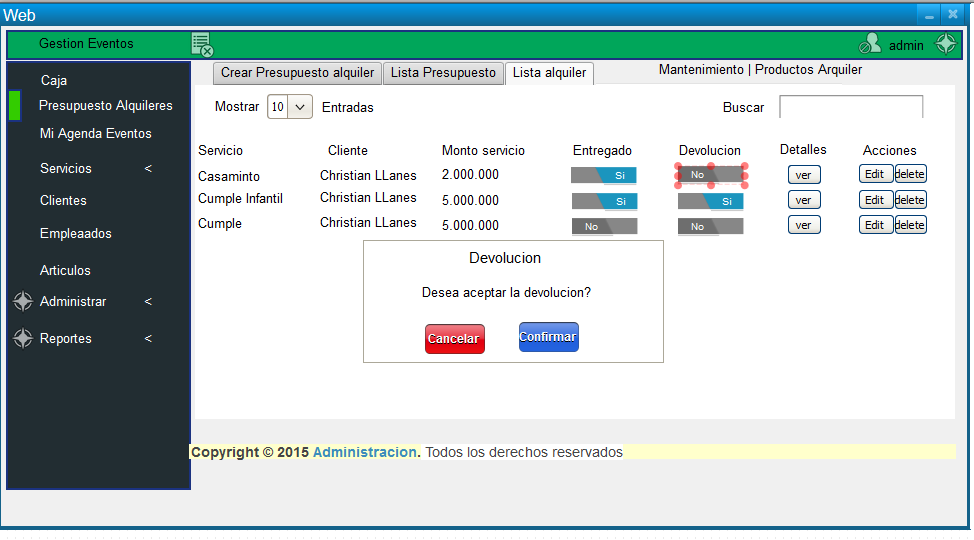 Web
Gestion Eventos admin
Crear Presupuesto alquiler Lista Presupuesto Lista alquiler Mantenimiento | Productos Arquiler
Caja
Presupuesto Alquileres
Mi Agenda Eventos
Servicios <
Clientes
Empleaados
Articulos
Administrar <
Reportes <
Mostrar 10 Entradas Buscar
Servicio Cliente Monto servicio Entregado Devolucion Detalles Acciones
Casaminto Christian LLanes 2.000.000 Si No ver Edit delete
Cumple Infantil Christian LLanes 5.000.000 Si Si ver Edit delete
Cumple Christian LLanes 5.000.000 No No ver Edit delete
Devolucion
Desea aceptar la devolucion?
Cancelar Confirmar
Copyright © 2015 Administracion. Todos los derechos reservados